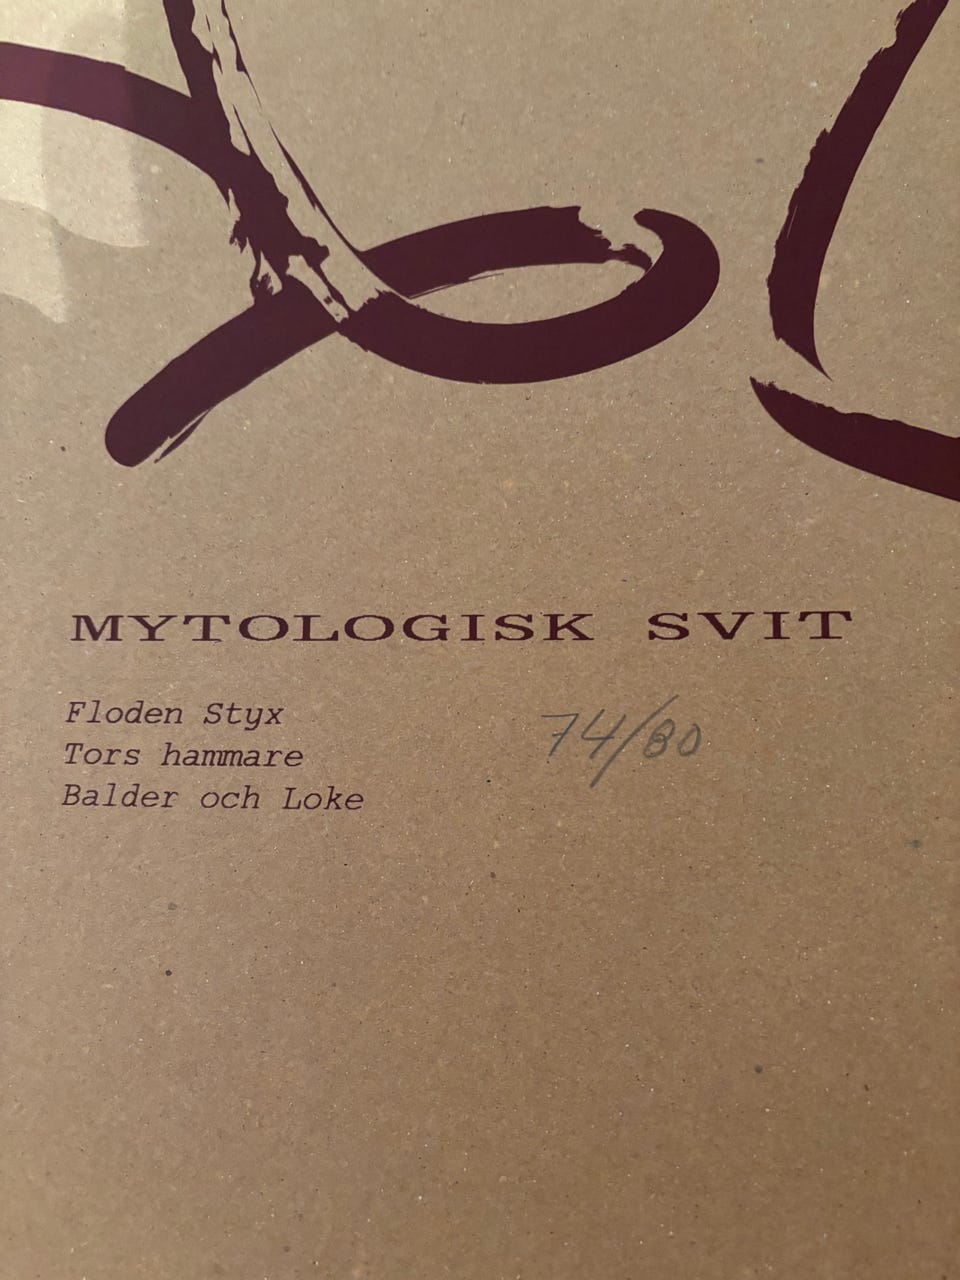 MYTOLOGISK SVIT
Floden Styx
Tors hammare
Balder och Loke
74/80